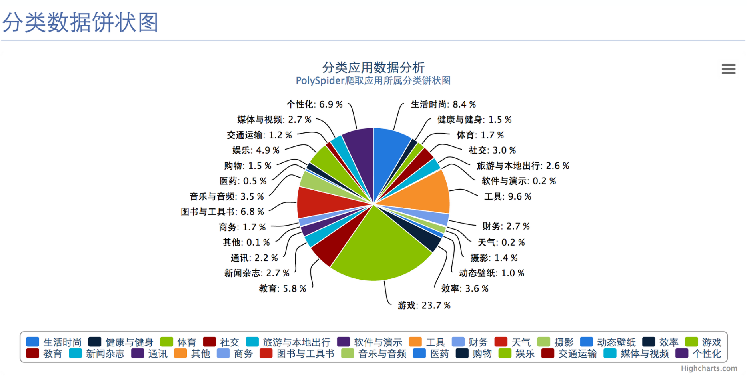 分类数据饼状图
分类应用数据分析
PolySpider爬取应用所属分类饼状图
个性化: 6.9 %
生活时尚: 8.4 %
媒体与视频: 2.7 %
健康与健身: 1.5 %
交通运输: 1.2 %
体育: 1.7 %
娱乐: 4.9 %
社交: 3.0 %
购物: 1.5 %
旅游与本地出行: 2.6 %
医药: 0.5 %
软件与演示: 0.2 %
音乐与音频: 3.5 %
工具: 9.6 %
图书与工具书: 6.8 %
商务: 1.7 %
财务: 2.7 %
其他: 0.1 %
天气: 0.2 %
通讯: 2.2 %
摄影: 1.4 %
新闻杂志: 2.7 %
动态壁纸: 1.0 %
教育: 5.8 %
效率: 3.6 %
游戏: 23.7 %
生活时尚 健康与健身 体育 社交 旅游与本地出行 软件与演示 工具 财务 天气 摄影 动态壁纸 效率 游戏
教育 新闻杂志 通讯 其他 商务 图书与工具书 音乐与音频 医药 购物 娱乐 交通运输 媒体与视频 个性化
Highcharts.com